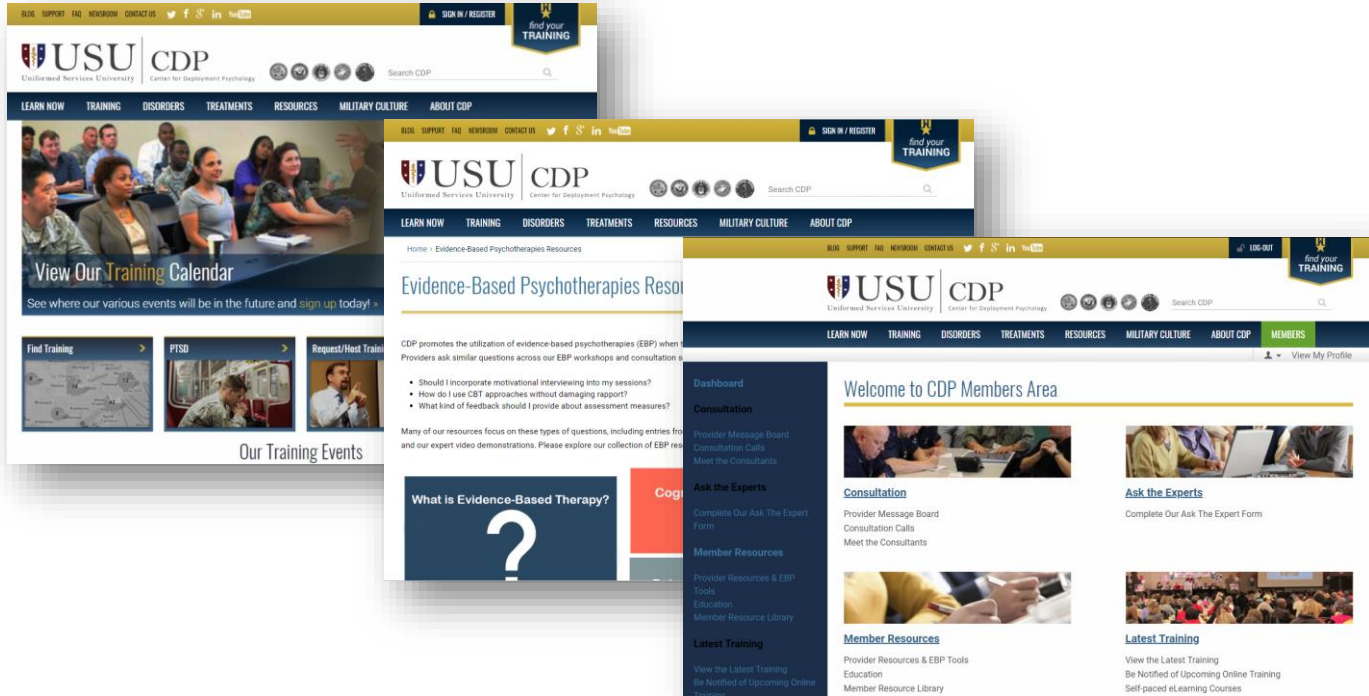 BLOG SUPPORT FAQ NEWSROOM CONTACT US You Tube
SIGN IN / REGISTER
find your
TRAINING
USU
Uniformed Services University
CDP
Center for Deployment Psychology
Search CDP
LEARN NOW TRAINING DISORDERS TREATMENTS RESOURCES MILITARY CULTURE ABOUT CDP
View Our Training Calendar
See where our various events will be in the future and sign up today! »
Find Training >
PTSD >
Request/Host Traini
Our Training Events
BLOG SUPPORT FAQ NEWSROOM CONTACT US You Tube
SIGN IN / REGISTER
find your
TRAINING
USU
Uniformed Services University
CDP
Center for Deployment Psychology
Search CDP
LEARN NOW TRAINING DISORDERS TREATMENTS RESOURCES MILITARY CULTURE ABOUT CDP
Home › Evidence-Based Psychotherapies Resources
Evidence-Based Psychotherapies Resou
CDP promotes the utilization of evidence-based psychotherapies (EBP) when t
Providers ask similar questions across our EBP workshops and consultation s
• Should I incorporate motivational interviewing into my sessions?
• How do I use CBT approaches without damaging rapport?
• What kind of feedback should I provide about assessment measures?
Many of our resources focus on these types of questions, including entries fro
and our expert video demonstrations. Please explore our collection of EBP res
What is Evidence-Based Therapy?
?
Cogn
BLOG SUPPORT FAQ NEWSROOM CONTACT US You Tube
LOG-OUT
find your
TRAINING
USU
Uniformed Services University
CDP
Center for Deployment Psychology
Search CDP
LEARN NOW TRAINING DISORDERS TREATMENTS RESOURCES MILITARY CULTURE ABOUT CDP MEMBERS
View My Profile
Dashboard
Consultation
Provider Message Board
Consultation Calls
Meet the Consultants
Ask the Experts
Complete Our Ask The Expert
Form
Member Resources
Provider Resources & EBP
Tools
Education
Member Resource Library
Latest Training
View the Latest Training
Be Notified of Upcoming Online
Training
Welcome to CDP Members Area
Consultation
Provider Message Board
Consultation Calls
Meet the Consultants
Ask the Experts
Complete Our Ask The Expert Form
Member Resources
Provider Resources & EBP Tools
Education
Member Resource Library
Latest Training
View the Latest Training
Be Notified of Upcoming Online Training
Self-paced eLearning Courses